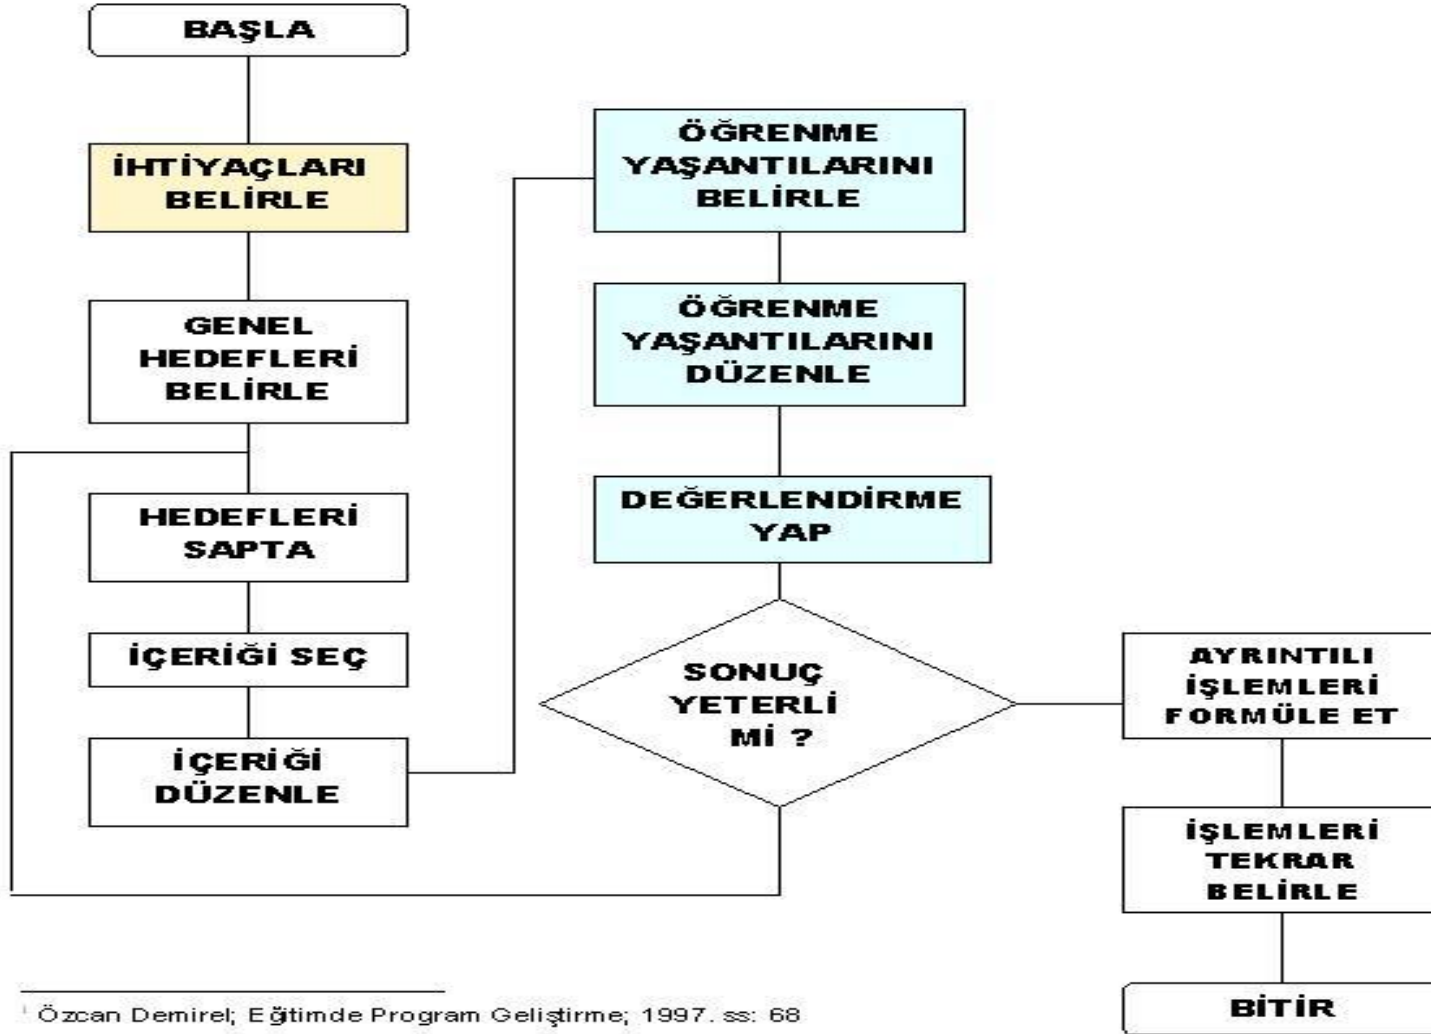 BAŞLA
İHTİYAÇLARI
BELİRLE
GENEL
HEDEFLERİ
BELİRLE
HEDEFLERİ
SAPTA
İÇERİĞİ SEÇ
İÇERİĞİ
DÜZENLE
ÖĞRENME
YAŞANTILARINI
BELİRLE
ÖĞRENME
YAŞANTILARINI
DÜZENLE
DEĞERLENDİRME
YAP
SONUÇ
YETERLİ
Mİ ?
AYRINTILI
İŞLEMLERİ
FORMÜLE ET
İŞLEMLERİ
TEKRAR
BELİRLE
BİTİR
¹ Özcan Demirel; Eğitimde Program Geliştirme; 1997. ss: 68